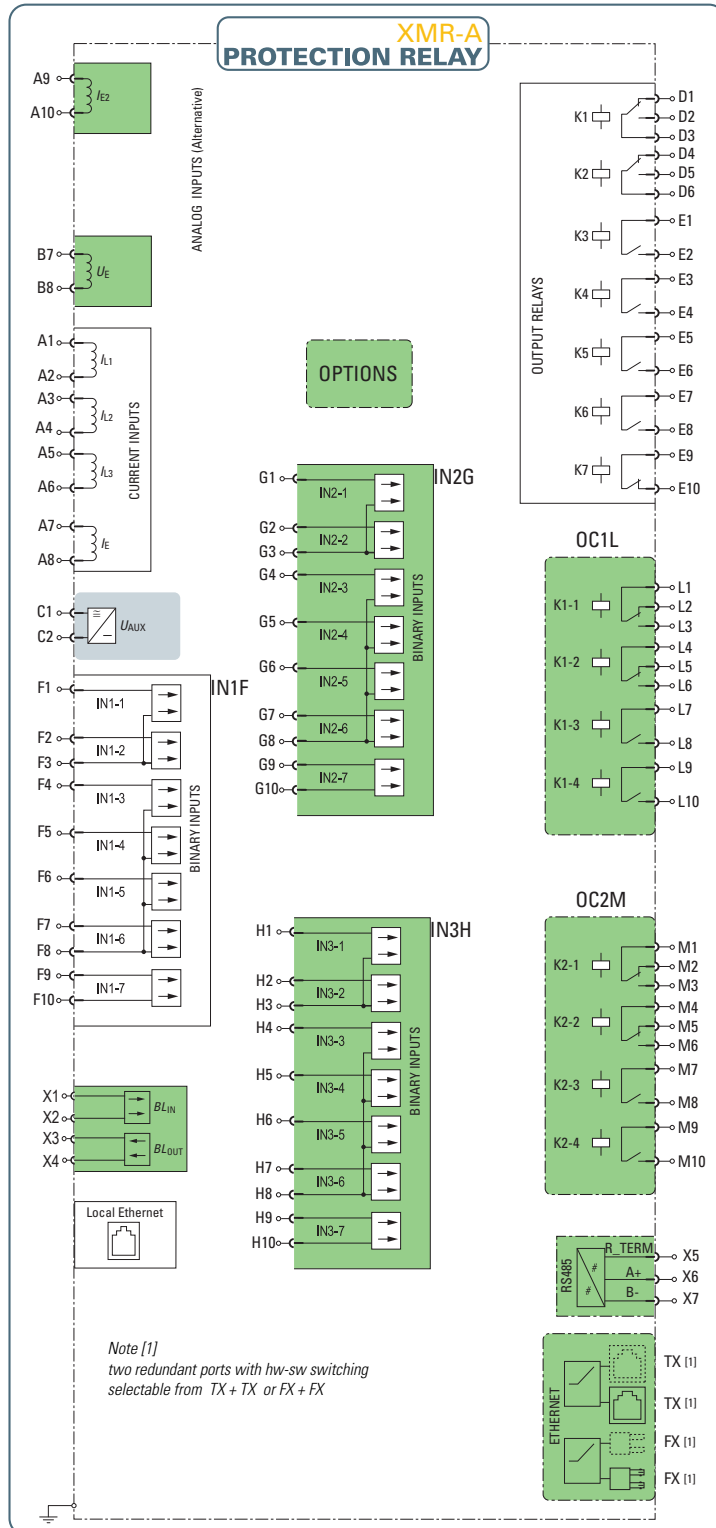 XMR-A
PROTECTION RELAY
A9
A10
IE2
ANALOG INPUTS (Alternative)
B7
B8
UE
A1
A2
A3
A4
A5
A6
A7
A8
IL1
IL2
IL3
IE
CURRENT INPUTS
C1
C2
UAUX
IN1F
F1
F2
F3
F4
F5
F6
F7
F8
F9
F10
IN1-1
IN1-2
IN1-3
IN1-4
IN1-5
IN1-6
IN1-7
BINARY INPUTS
X1
X2
X3
X4
BLIN
BLOUT
Local Ethernet
OPTIONS
IN2G
G1
G2
G3
G4
G5
G6
G7
G8
G9
G10
IN2-1
IN2-2
IN2-3
IN2-4
IN2-5
IN2-6
IN2-7
BINARY INPUTS
IN3H
H1
H2
H3
H4
H5
H6
H7
H8
H9
H10
IN3-1
IN3-2
IN3-3
IN3-4
IN3-5
IN3-6
IN3-7
BINARY INPUTS
Note [1]
two redundant ports with hw-sw switching
selectable from TX + TX or FX + FX
OUTPUT RELAYS
K1
K2
K3
K4
K5
K6
K7
D1
D2
D3
D4
D5
D6
E1
E2
E3
E4
E5
E6
E7
E8
E9
E10
OC1L
K1-1
K1-2
K1-3
K1-4
L1
L2
L3
L4
L5
L6
L7
L8
L9
L10
OC2M
K2-1
K2-2
K2-3
K2-4
M1
M2
M3
M4
M5
M6
M7
M8
M9
M10
RS485
#
#
R_TERM
A+
B-
X5
X6
X7
ETHERNET
TX [1]
TX [1]
FX [1]
FX [1]